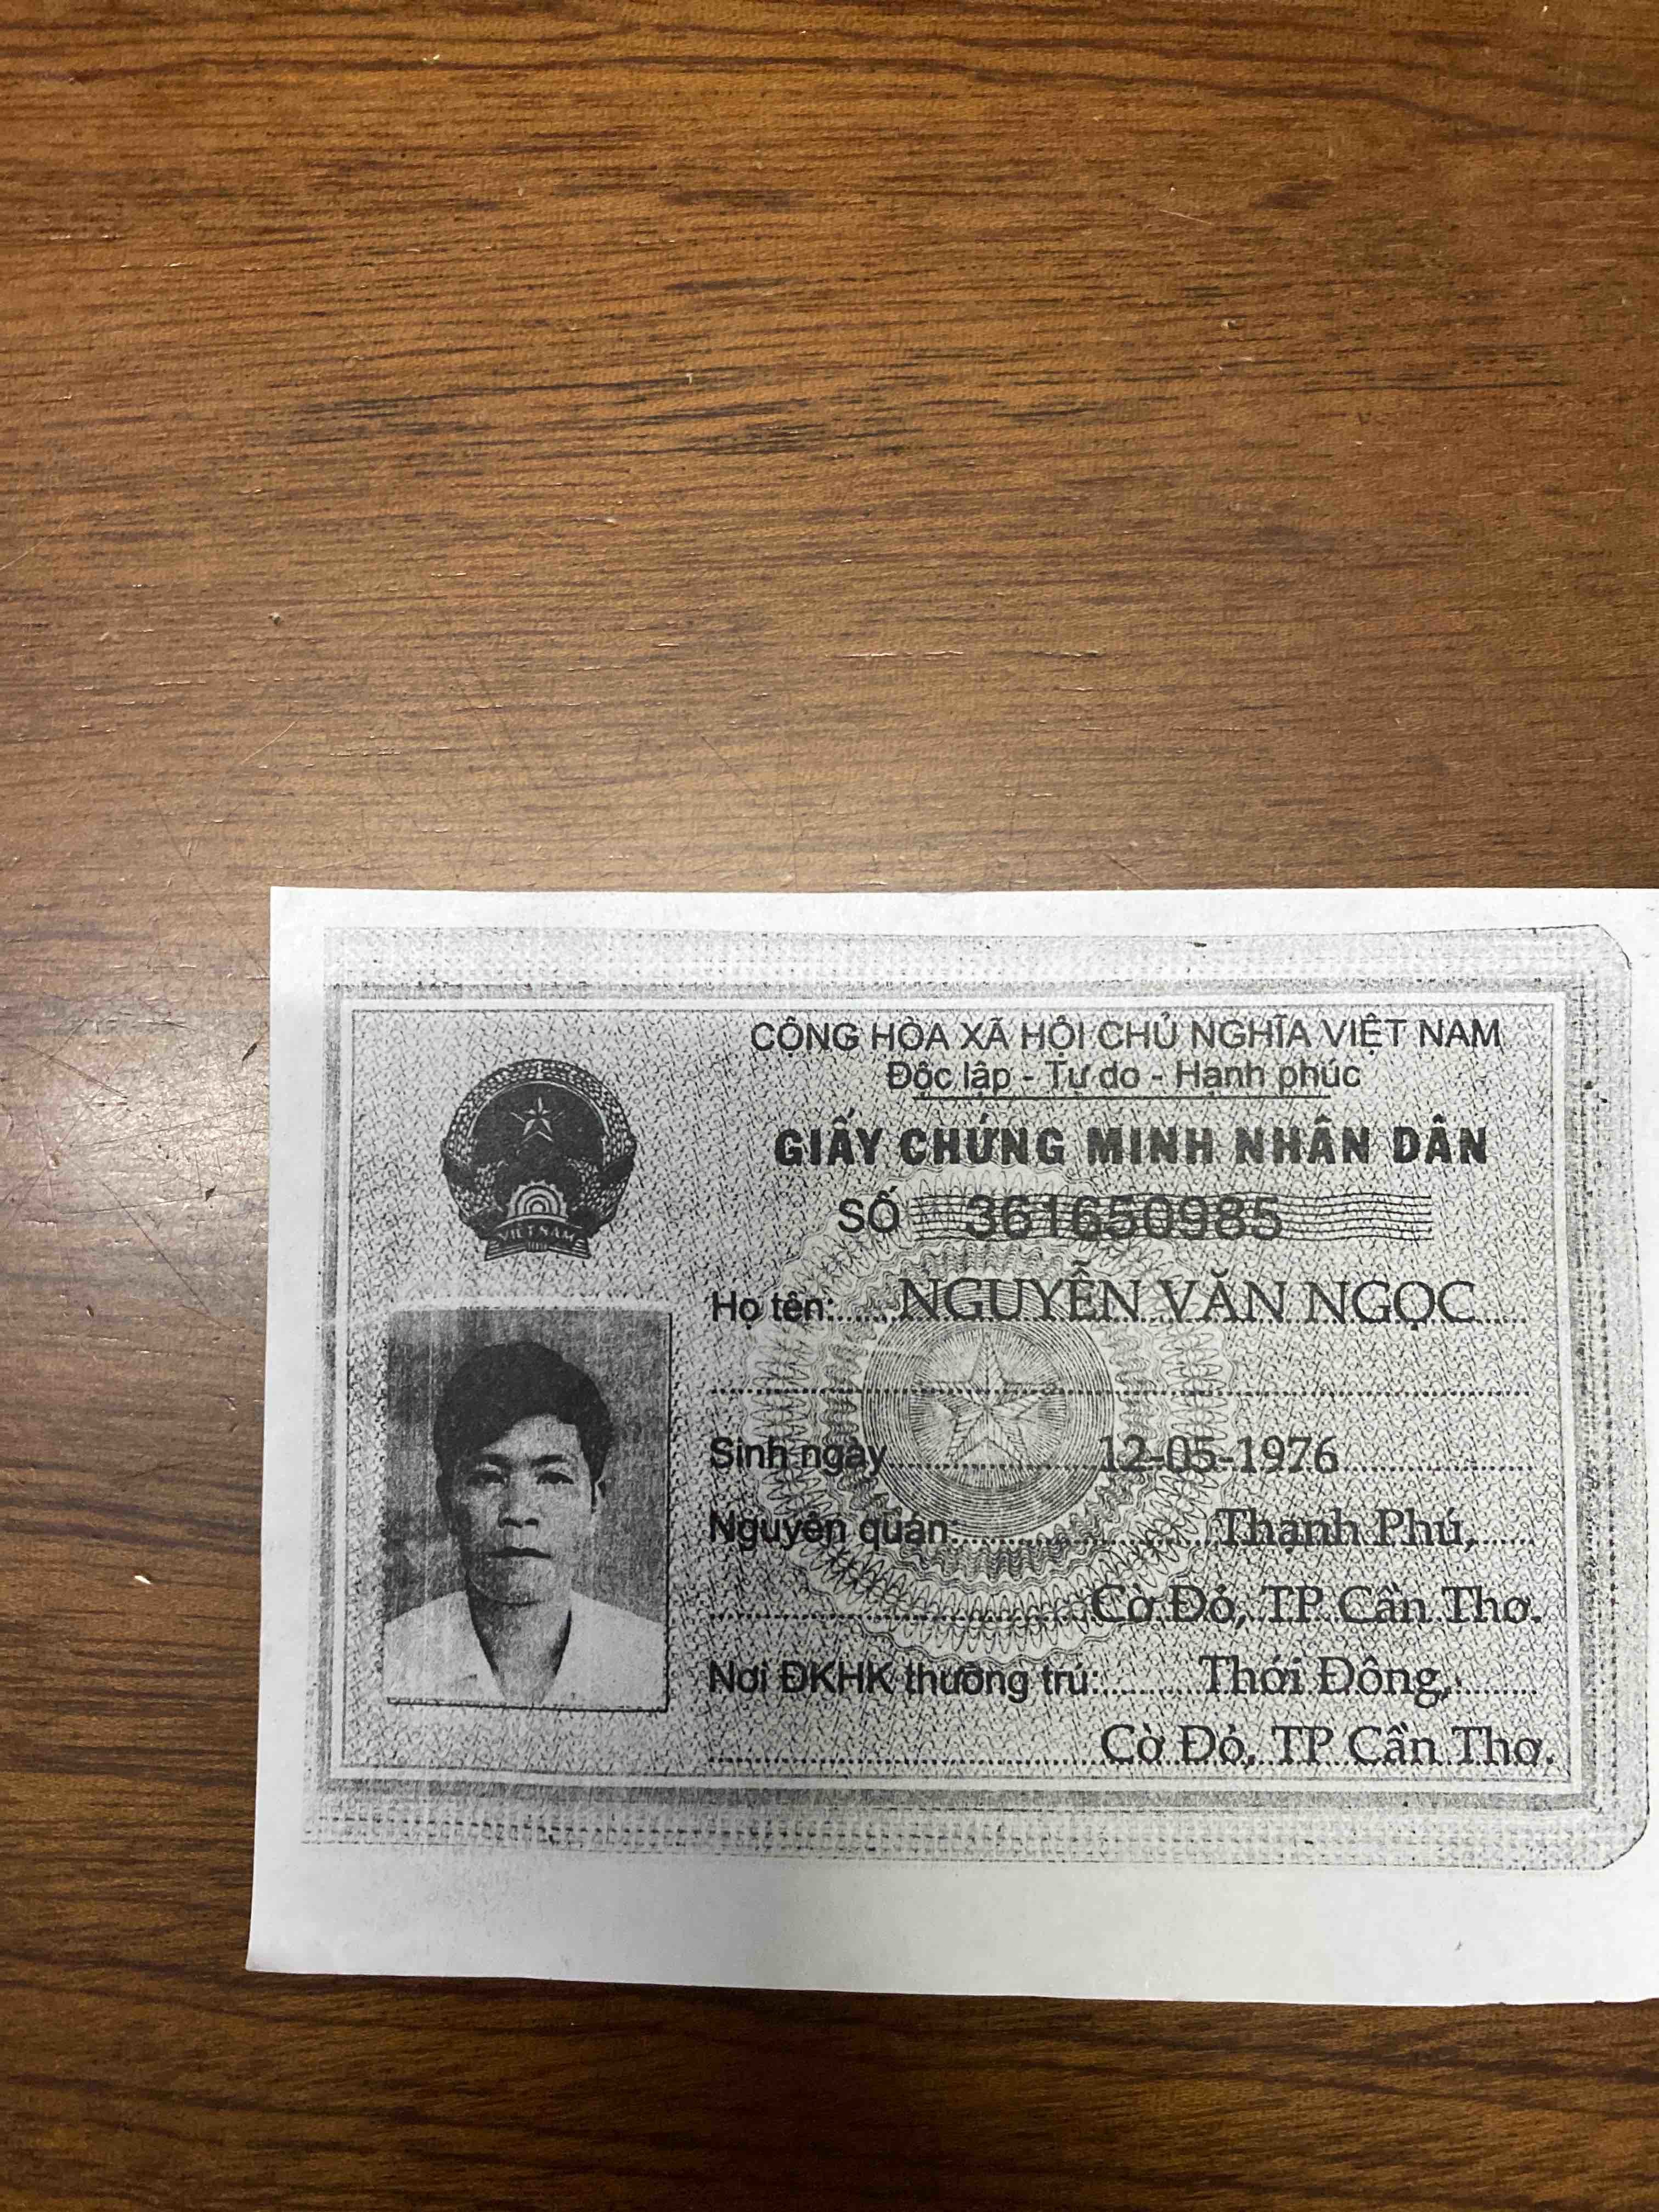 CỘNG HÒA XÃ HỘI CHỦ NGHĨA VIỆT NAM
Độc lập - Tự do - Hạnh phúc
GIẤY CHỨNG MINH NHÂN DÂN
SỐ 361650985
VIỆT NAM
Họ tên: NGUYỄN VĂN NGỌC
Sinh ngày 12-05-1976
Nguyên quán: Thạnh Phú,
Cờ Đỏ, TP Cần Thơ.
Nơi ĐKHK thường trú: Thới Đông,
Cờ Đỏ, TP Cần Thơ.